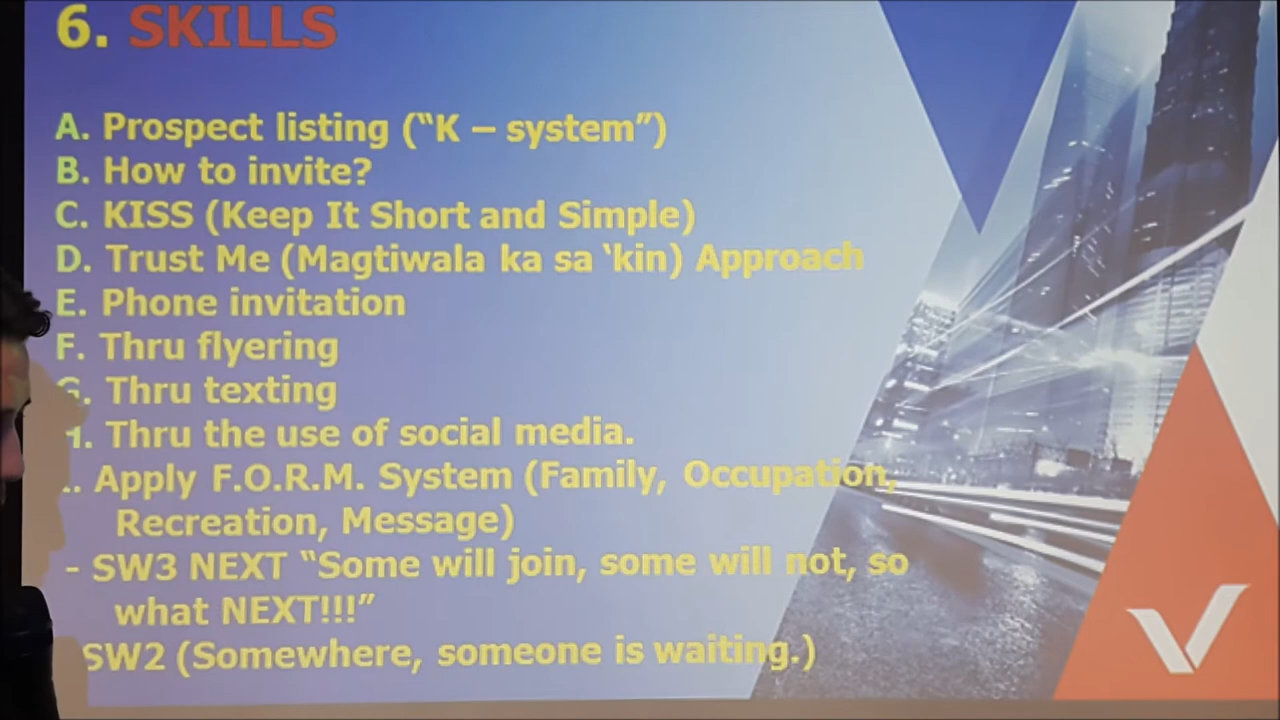 6. SKILLS
A. Prospect listing (“K – system”)
B. How to invite?
C. KISS (Keep It Short and Simple)
D. Trust Me (Magtiwala ka sa ‘kin) Approach
E. Phone invitation
F. Thru flyering
G. Thru texting
H. Thru the use of social media.
Apply F.O.R.M. System (Family, Occupation,
Recreation, Message)
- SW3 NEXT “Some will join, some will not, so
what NEXT!!!”
SW2 (Somewhere, someone is waiting.)